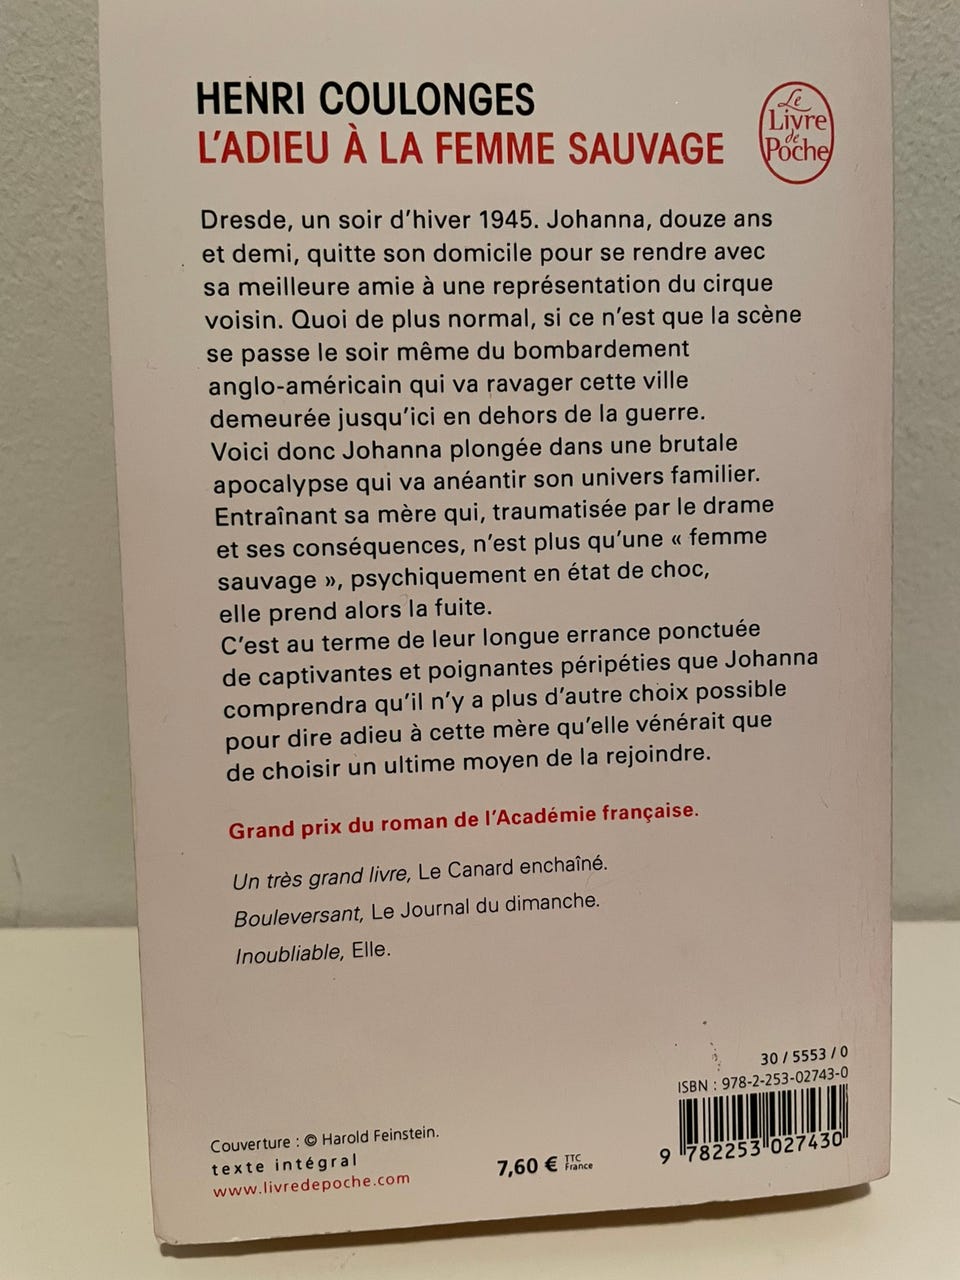 HENRI COULONGES
L'ADIEU À LA FEMME SAUVAGE
Le
Livre
de
Poche
Dresde, un soir d'hiver 1945. Johanna, douze ans
et demi, quitte son domicile pour se rendre avec
sa meilleure amie à une représentation du cirque
voisin. Quoi de plus normal, si ce n'est que la scène
se passe le soir même du bombardement
anglo-américain qui va ravager cette ville
demeurée jusqu'ici en dehors de la guerre.
Voici donc Johanna plongée dans une brutale
apocalypse qui va anéantir son univers familier.
Entraînant sa mère qui, traumatisée par le drame
et ses conséquences, n'est plus qu'une « femme
sauvage », psychiquement en état de choc,
elle prend alors la fuite.
C'est au terme de leur longue errance ponctuée
de captivantes et poignantes péripéties que Johanna
comprendra qu'il n'y a plus d'autre choix possible
pour dire adieu à cette mère qu'elle vénérait que
de choisir un ultime moyen de la rejoindre.
Grand prix du roman de l'Académie française.
Un très grand livre, Le Canard enchaîné.
Bouleversant, Le Journal du dimanche.
Inoubliable, Elle.
30 / 5553 / 0
ISBN : 978-2-253-02743-0
9 782253 027430
Couverture : © Harold Feinstein.
texte intégral
www.livredepoche.com
7,60 € TTC
France